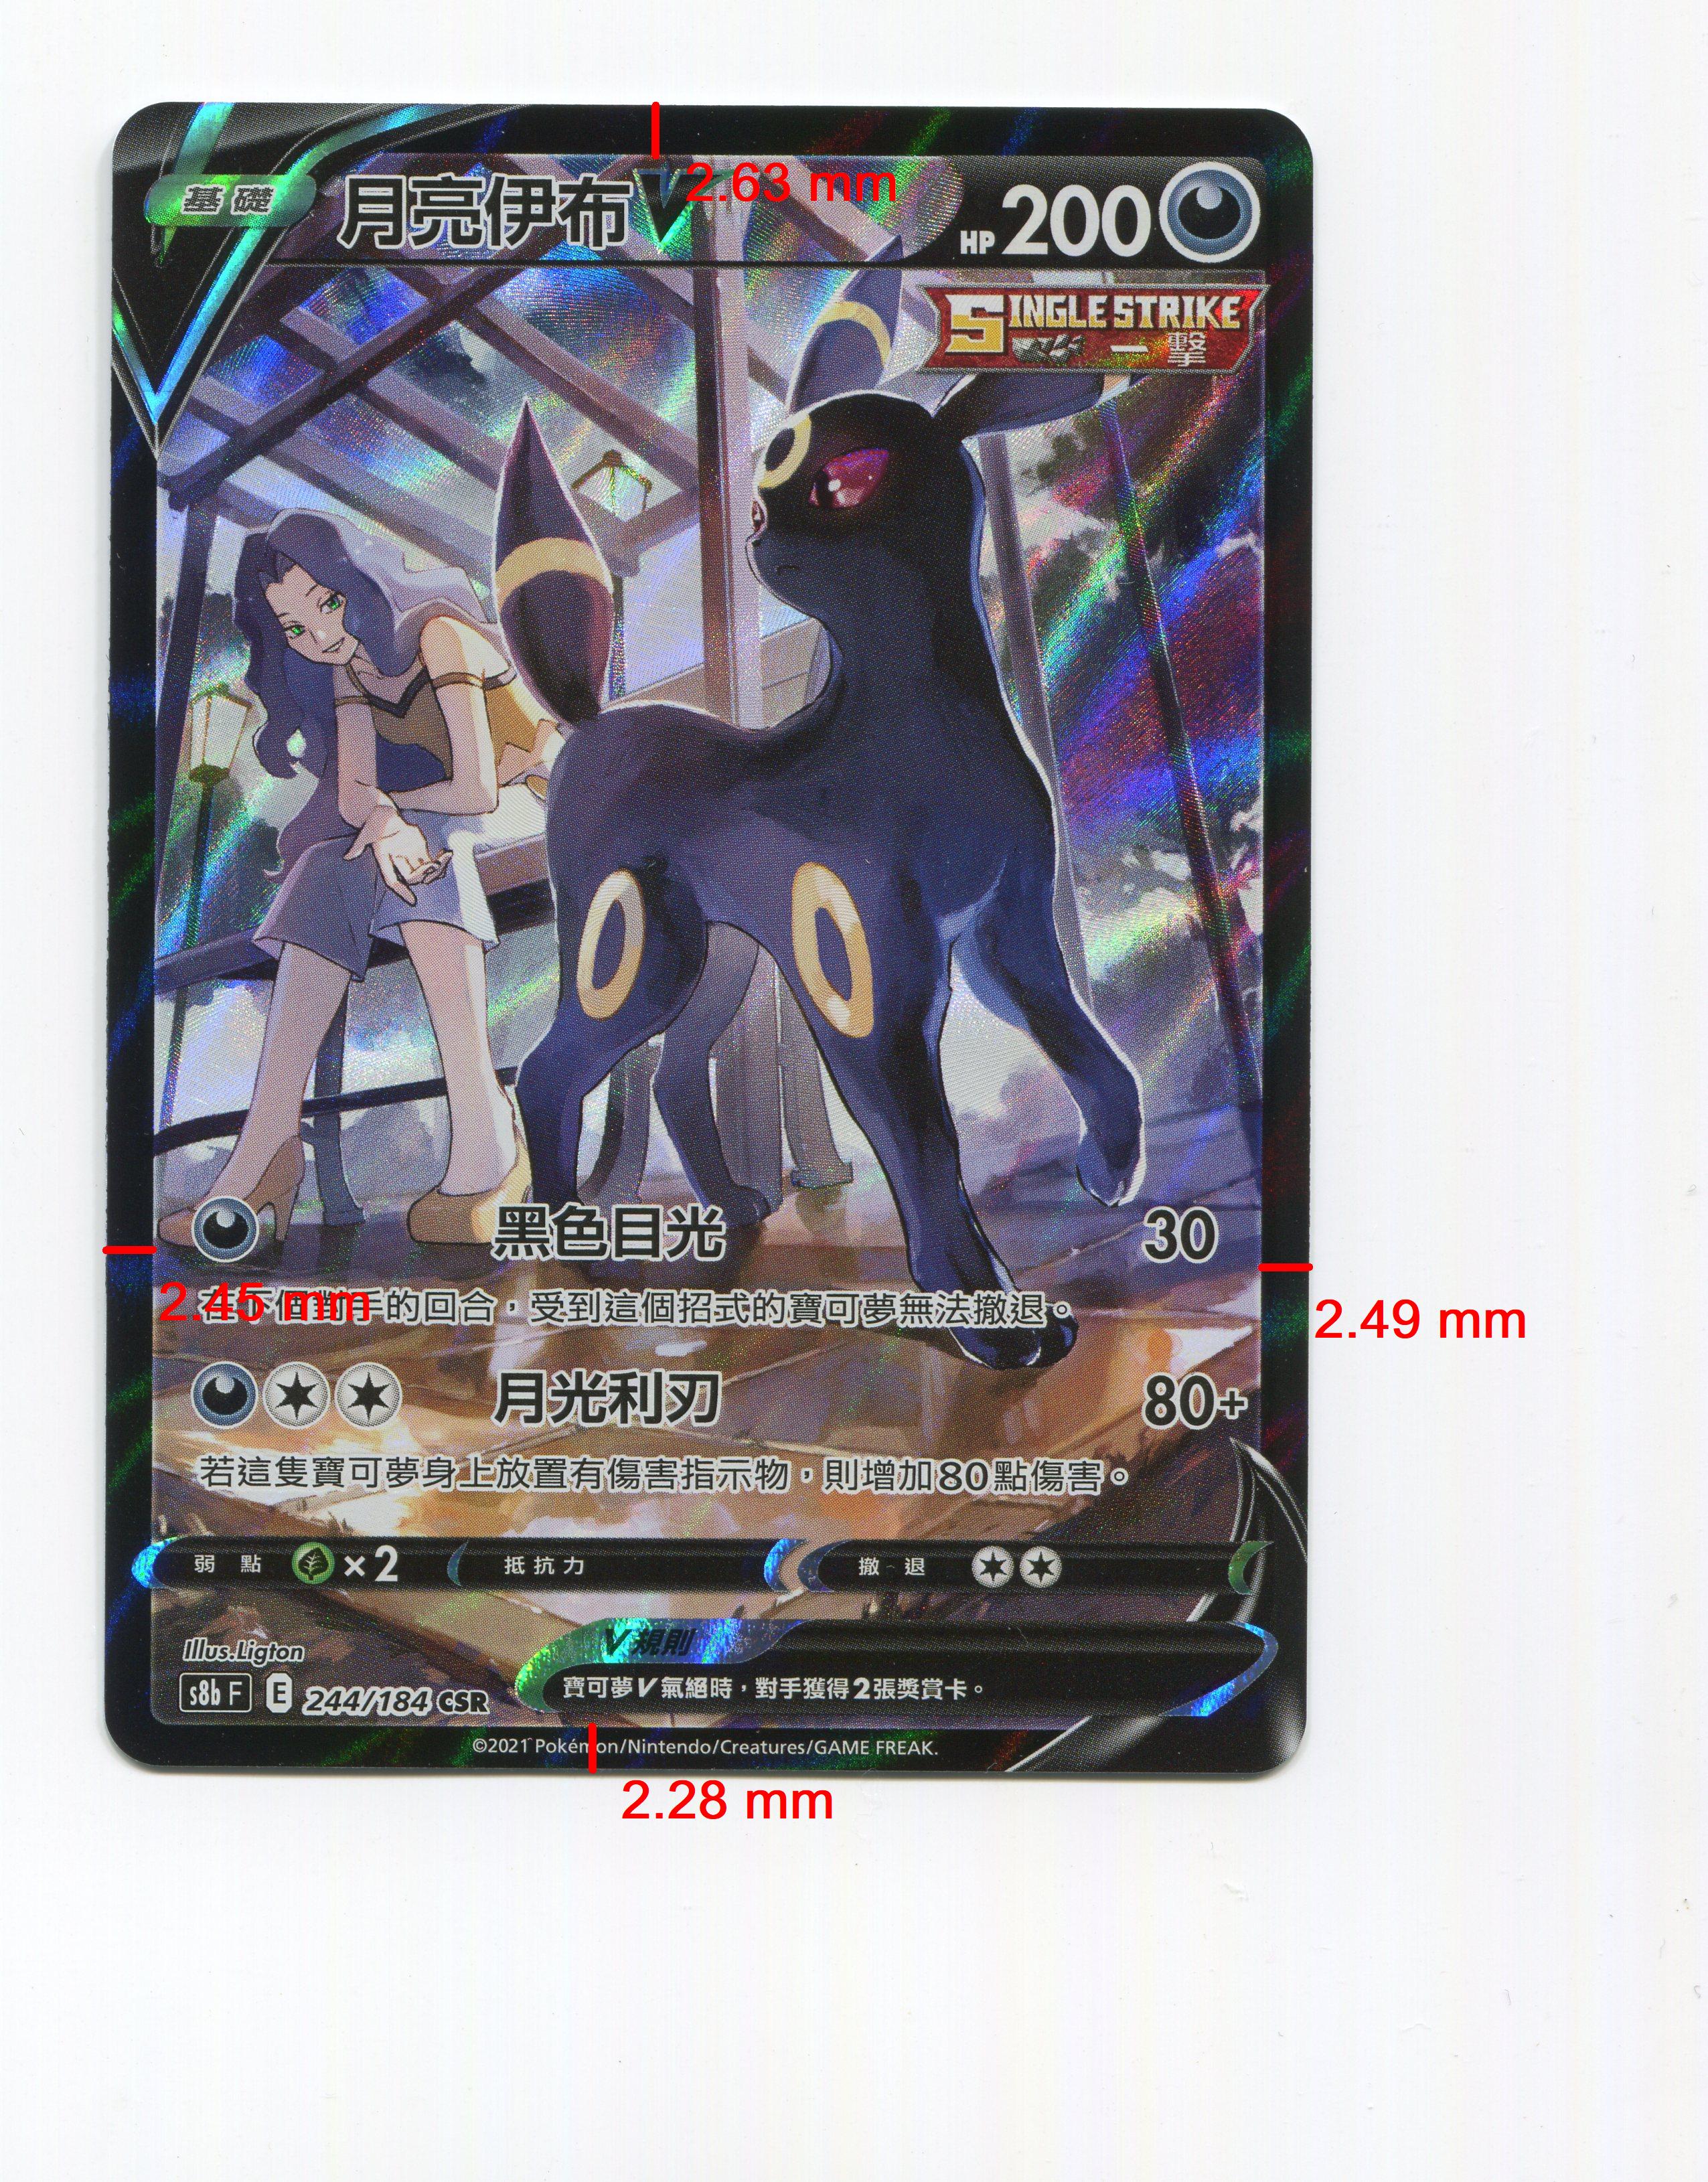 基礎 月亮伊布V HP 200
2.63 mm
SINGLE STRIKE
一擊
黑色目光 30
在下個對手的回合，受到這個招式的寶可夢無法撤退。
2.45 mm
2.49 mm
月光利刃 80+
若這隻寶可夢身上放置有傷害指示物，則增加80點傷害。
弱點 ×2 抵抗力 撤退
V規則
Illus.Ligton
寶可夢V氣絕時，對手獲得2張獎賞卡。
s8b F E 244/184 CSR
©2021 Pokémon/Nintendo/Creatures/GAME FREAK.
2.28 mm